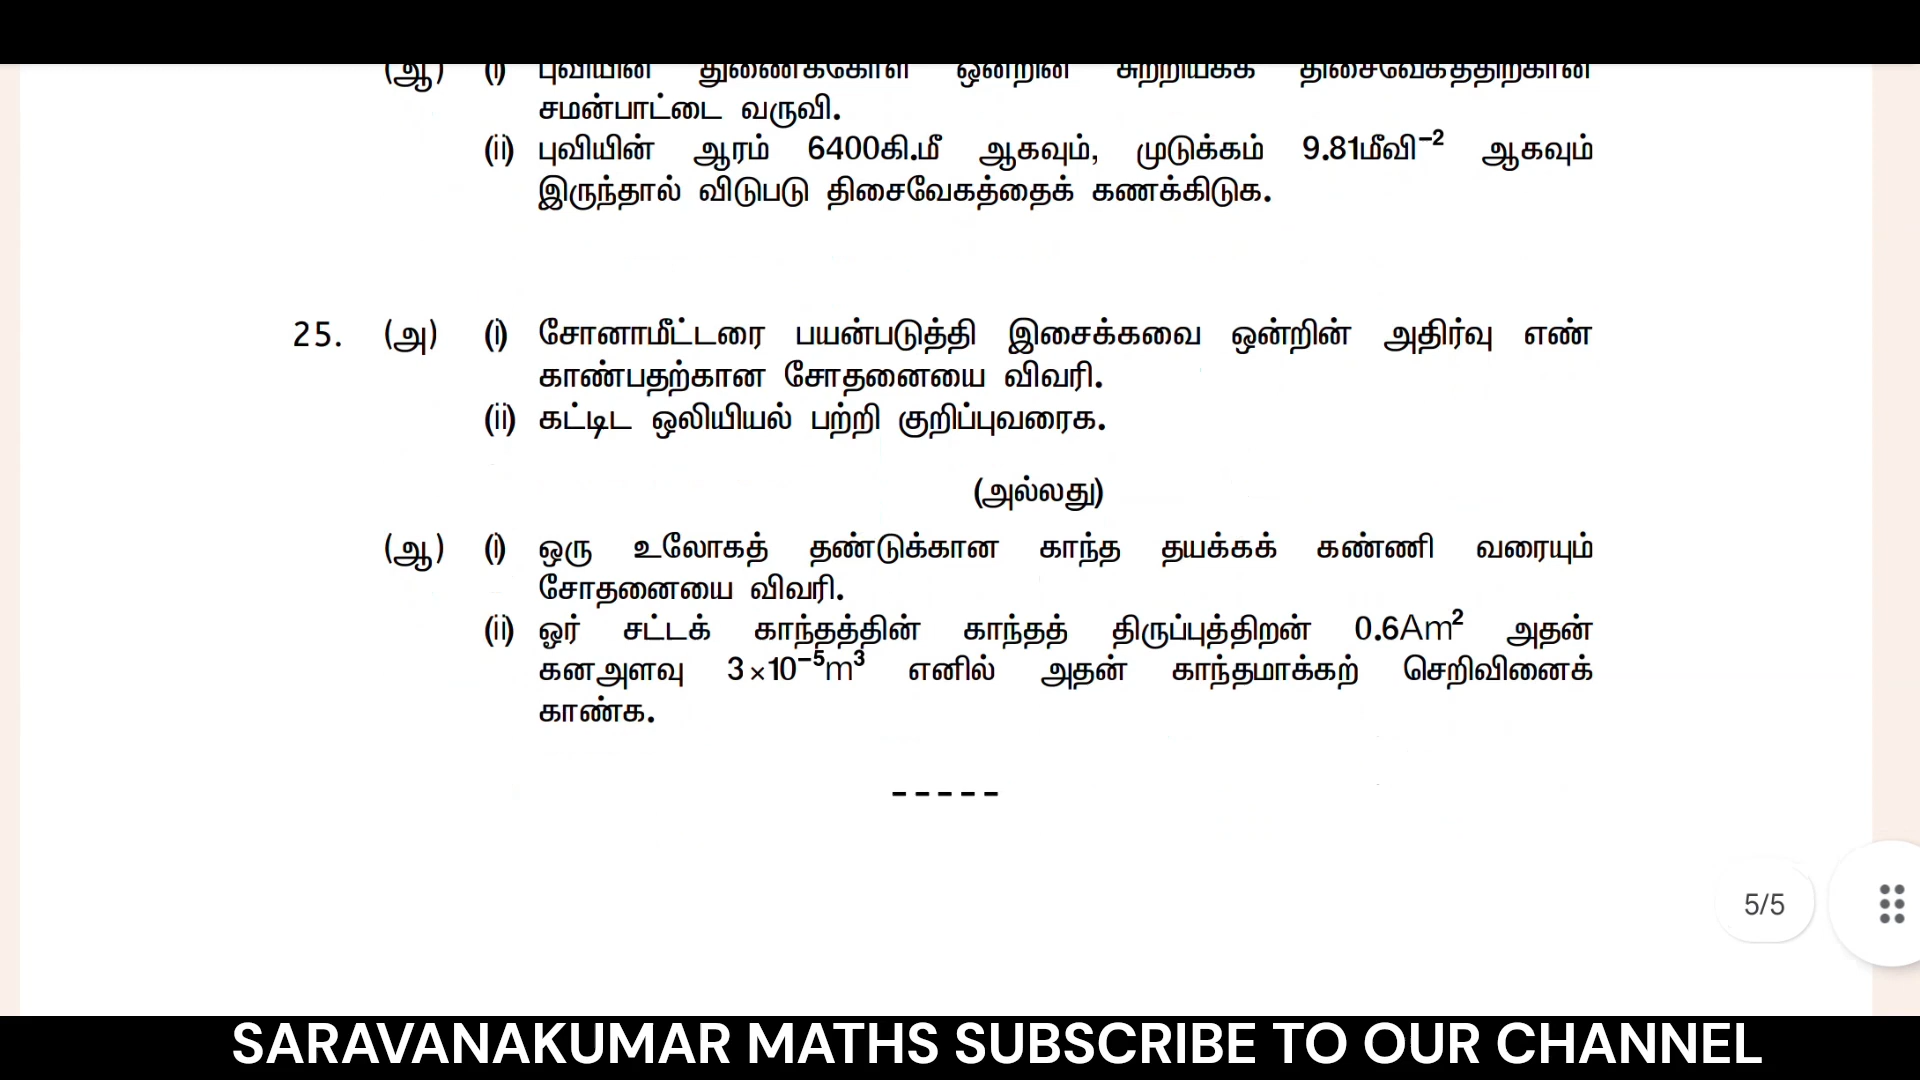 (ஆ) (i) புவியின் துணைக்கோள் ஒன்றின் சுற்றியக்க திசைவேகத்திற்கான
சமன்பாட்டை வருவி.
(ii) புவியின் ஆரம் 6400கி.மீ ஆகவும், முடுக்கம் 9.81மீவி⁻² ஆகவும்
இருந்தால் விடுபடு திசைவேகத்தைக் கணக்கிடுக.
25. (அ) (i) சோனாமீட்டரை பயன்படுத்தி இசைக்கவை ஒன்றின் அதிர்வு எண்
காண்பதற்கான சோதனையை விவரி.
(ii) கட்டிட ஒலியியல் பற்றி குறிப்புவரைக.
(அல்லது)
(ஆ) (i) ஒரு உலோகத் தண்டுக்கான காந்த தயக்கக் கண்ணி வரையும்
சோதனையை விவரி.
(ii) ஓர் சட்டக் காந்தத்தின் காந்தத் திருப்புத்திறன் 0.6Am² அதன்
கனஅளவு 3×10⁻⁵m³ எனில் அதன் காந்தமாக்கற் செறிவினைக்
காண்க.
-----
5/5
SARAVANAKUMAR MATHS SUBSCRIBE TO OUR CHANNEL